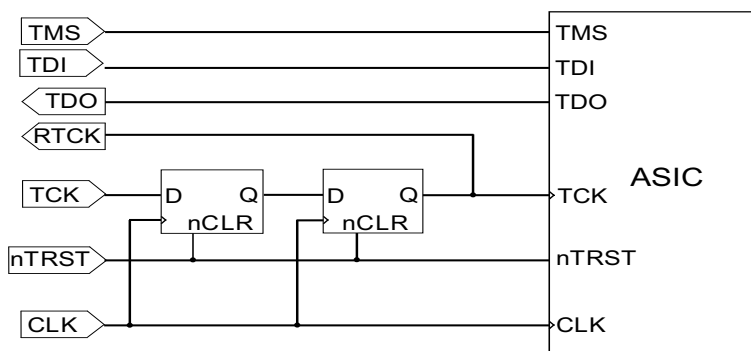 TMS TMS
TDI TDI
TDO TDO
RTCK
ASIC
TCK D Q D Q TCK
nCLR nCLR
nTRST nTRST
CLK CLK